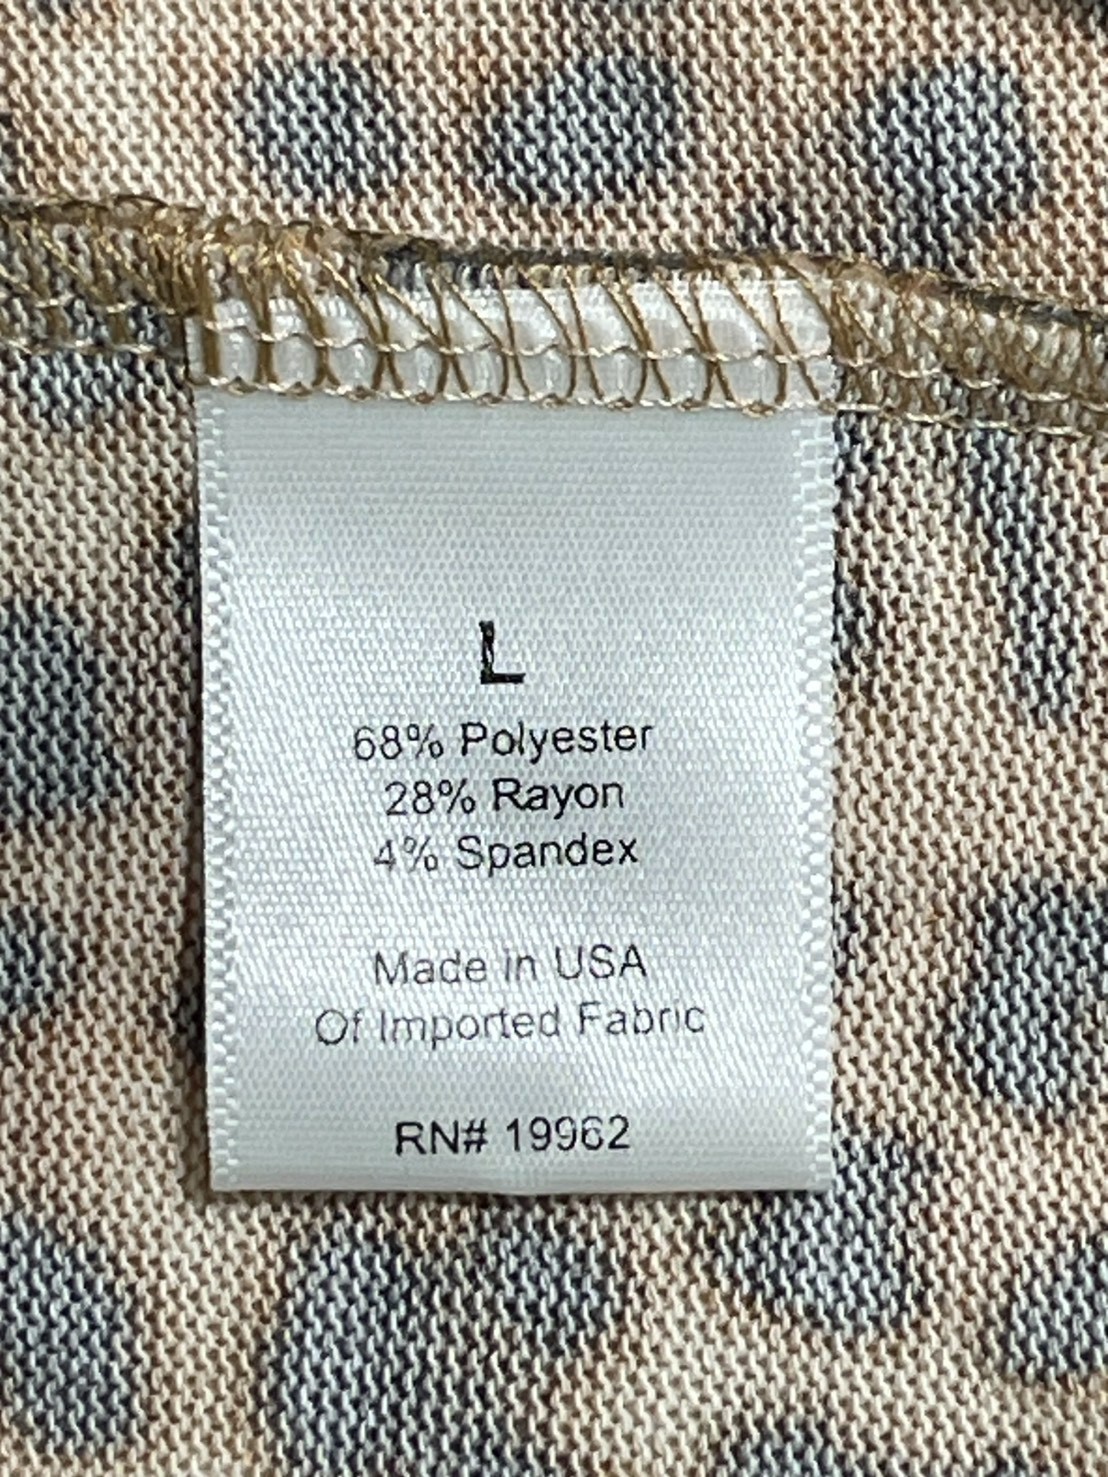 L
68% Polyester
28% Rayon
4% Spandex
Made in USA
Of Imported Fabric
RN# 19962